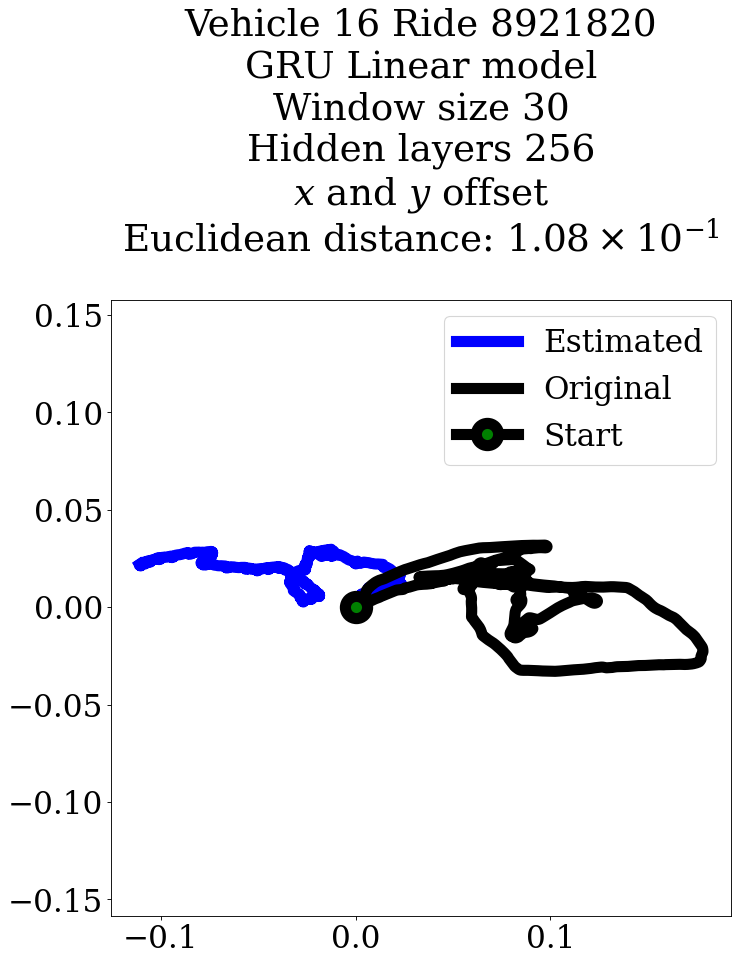 Vehicle 16 Ride 8921820
GRU Linear model
Window size 30
Hidden layers 256
x and y offset
Euclidean distance: 1.08 × 10⁻¹
Estimated
Original
Start
0.15
0.10
0.05
0.00
−0.05
−0.10
−0.15
−0.1 0.0 0.1